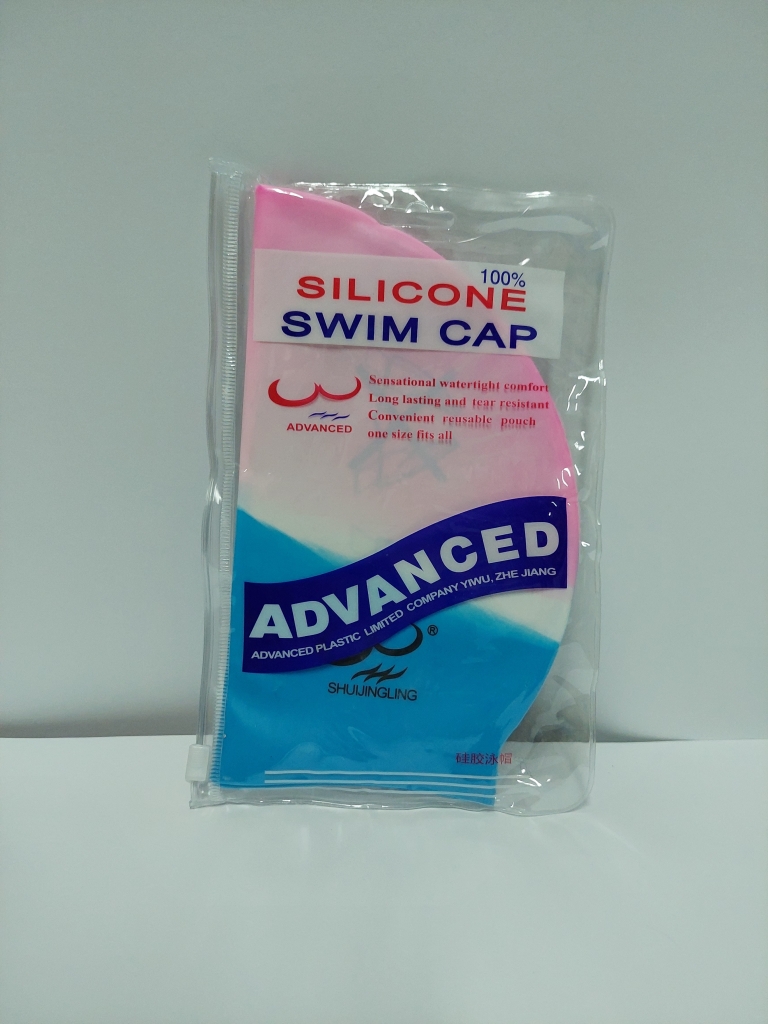 100%
SILICONE
SWIM CAP
Sensational watertight comfort
Long lasting and tear resistant
Convenient reusable pouch
one size fits all
ADVANCED
ADVANCED
ADVANCED PLASTIC LIMITED COMPANY YIWU, ZHE JIANG
®
SHUIJINGLING
硅胶泳帽